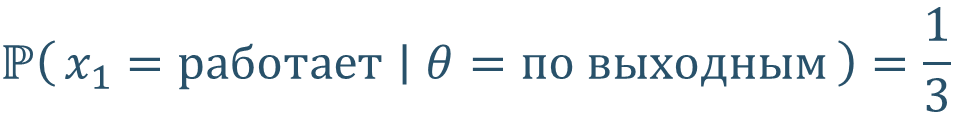 ℙ( x₁ = работает | θ = по выходным ) = 1/3